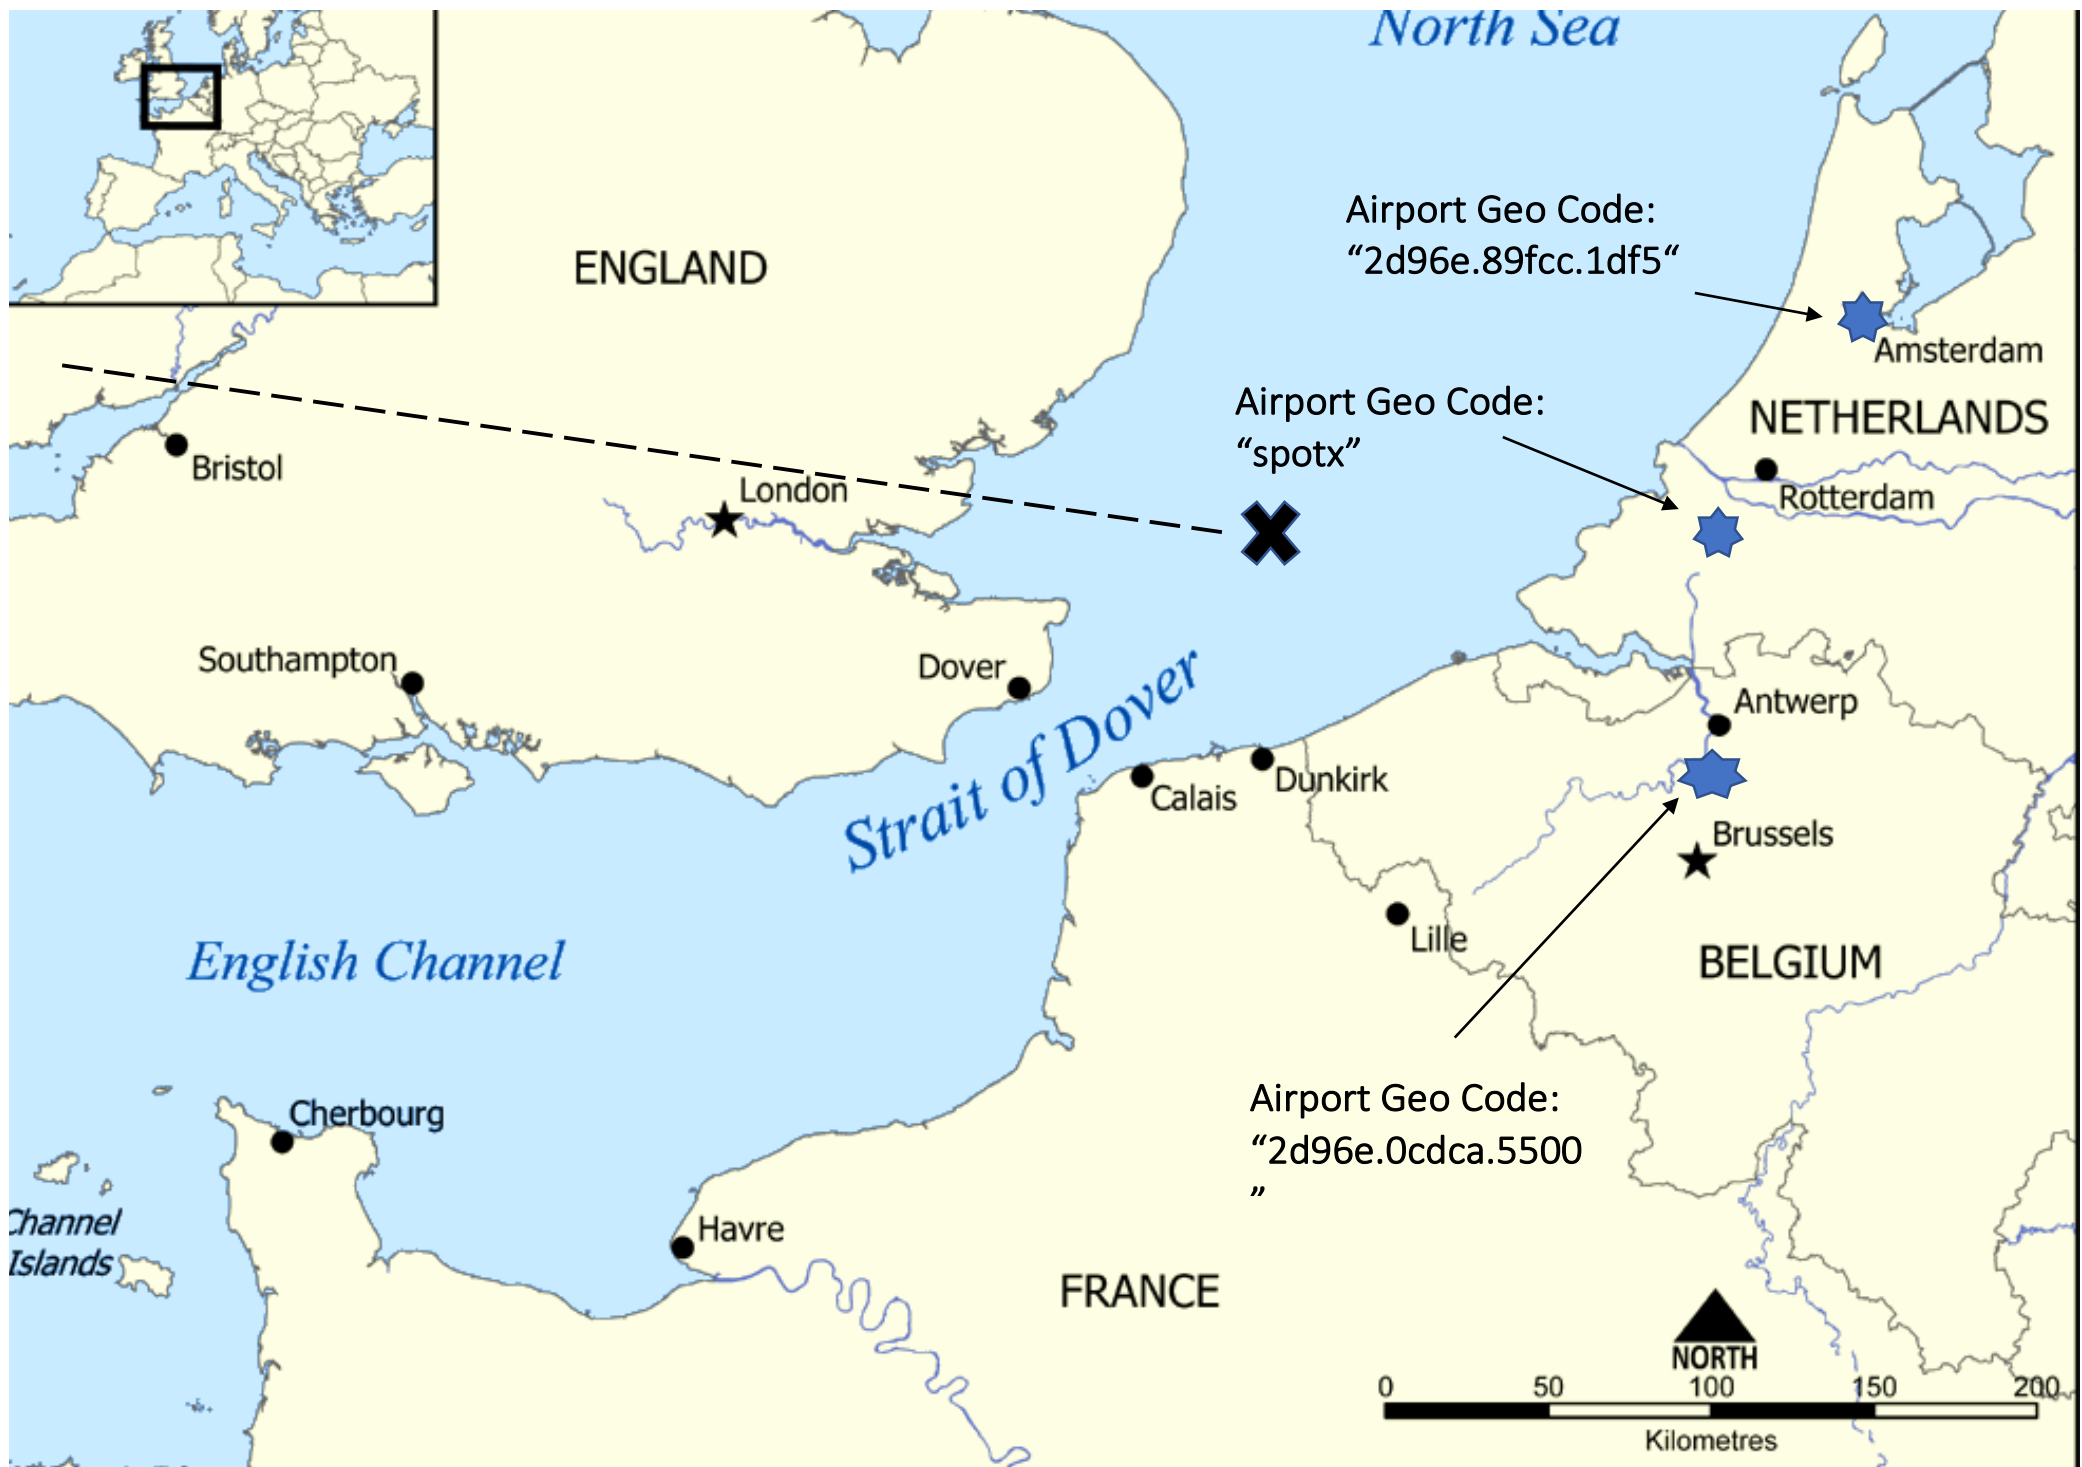 North Sea
Airport Geo Code:
“2d96e.89fcc.1df5“
ENGLAND
Amsterdam
Airport Geo Code:
“spotx”
NETHERLANDS
Bristol
London
Rotterdam
Southampton
Dover
Strait of Dover
Antwerp
Calais
Dunkirk
Brussels
Lille
English Channel
BELGIUM
Airport Geo Code:
“2d96e.0cdca.5500
”
Cherbourg
Channel
Islands
Havre
FRANCE
NORTH
0 50 100 150 200
Kilometres